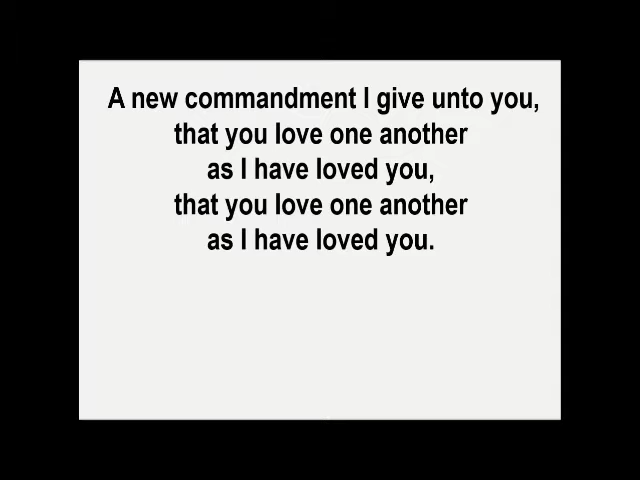 A new commandment I give unto you,
that you love one another
as I have loved you,
that you love one another
as I have loved you.